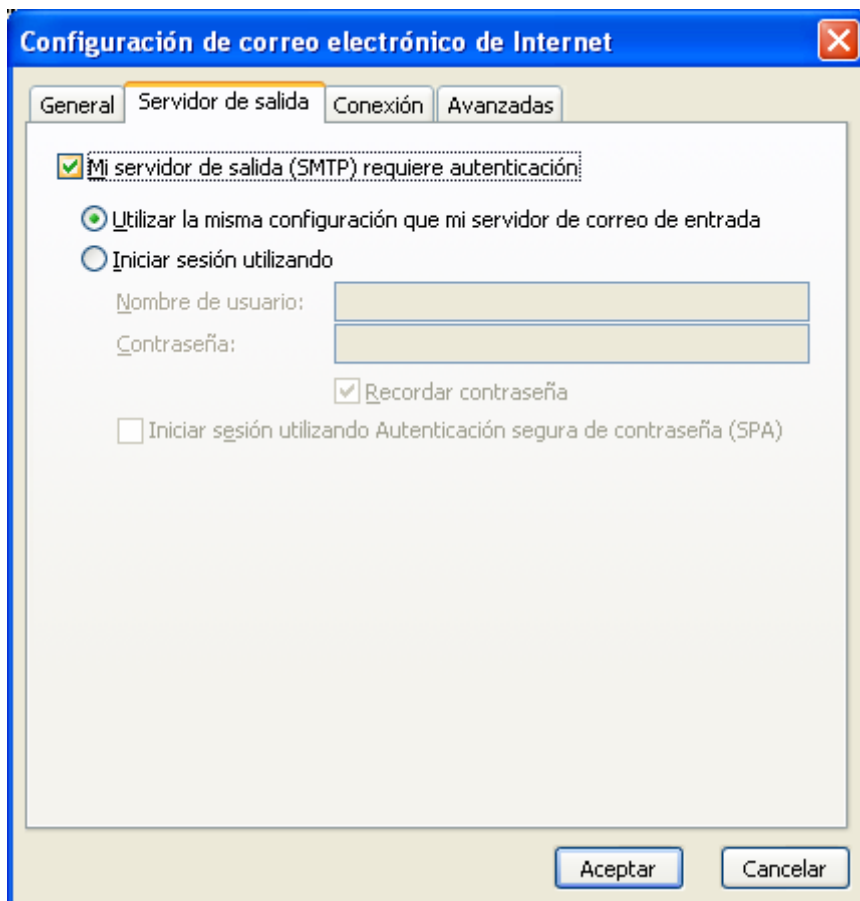 Configuración de correo electrónico de Internet
General Servidor de salida Conexión Avanzadas
Mi servidor de salida (SMTP) requiere autenticación
Utilizar la misma configuración que mi servidor de correo de entrada
Iniciar sesión utilizando
Nombre de usuario:
Contraseña:
Recordar contraseña
Iniciar sesión utilizando Autenticación segura de contraseña (SPA)
Aceptar Cancelar